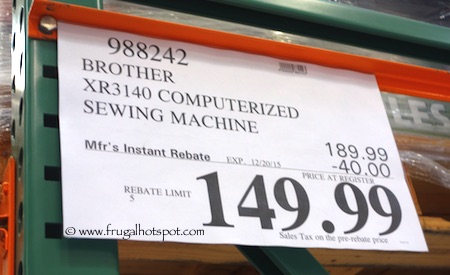 988242
BROTHER
XR3140 COMPUTERIZED
SEWING MACHINE
189.99
Mfr's Instant Rebate EXP. 12/20/15 -40.00
PRICE AT REGISTER
REBATE LIMIT
5
149.99
Sales Tax on the pre-rebate price
© www.frugalhotspot.com